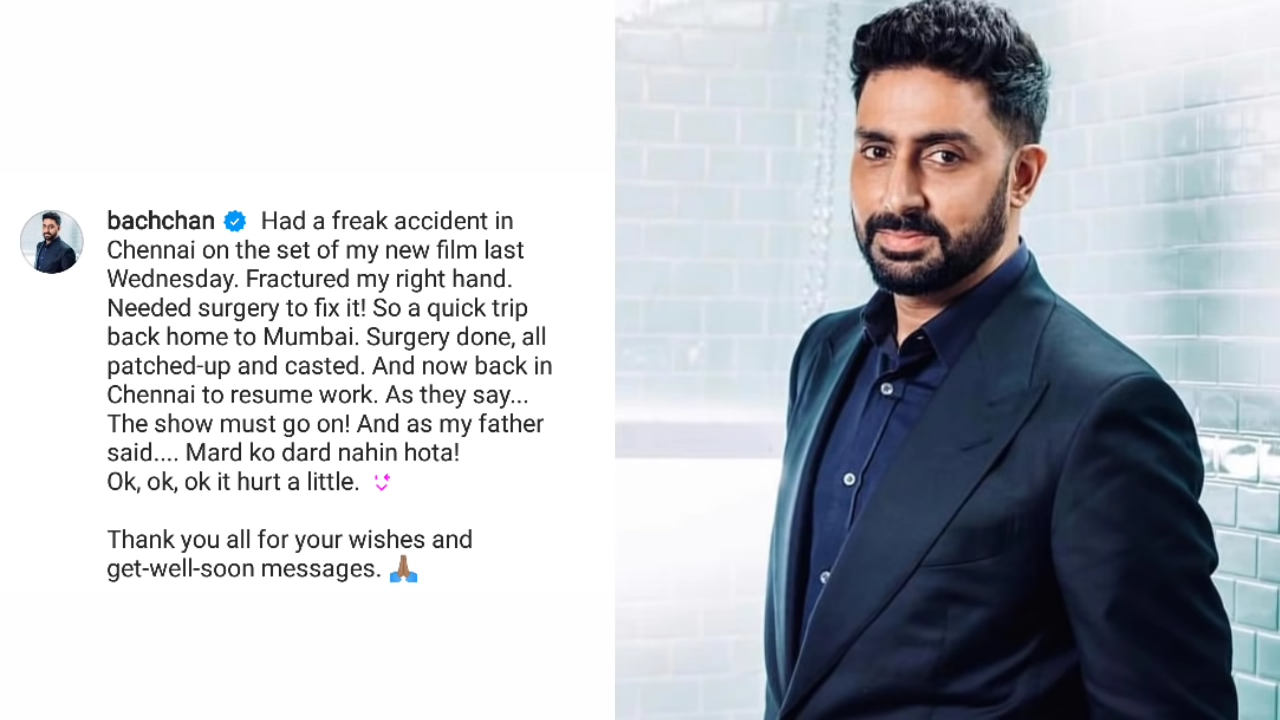 bachchan Had a freak accident in
Chennai on the set of my new film last
Wednesday. Fractured my right hand.
Needed surgery to fix it! So a quick trip
back home to Mumbai. Surgery done, all
patched-up and casted. And now back in
Chennai to resume work. As they say...
The show must go on! And as my father
said.... Mard ko dard nahin hota!
Ok, ok, ok it hurt a little.
Thank you all for your wishes and
get-well-soon messages. 🙏🏽